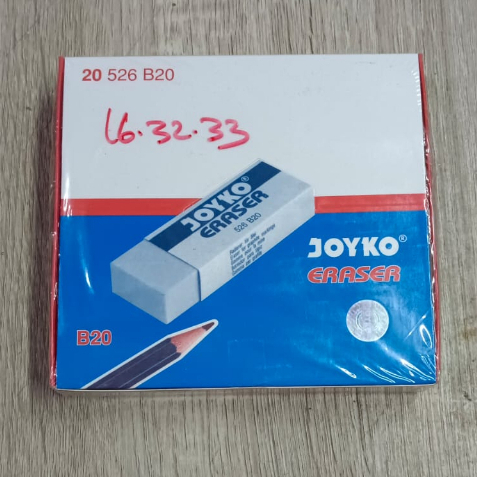 20 526 B20
16.32.33
JOYKO®
ERASER
526 B20
JOYKO®
ERASER
B20